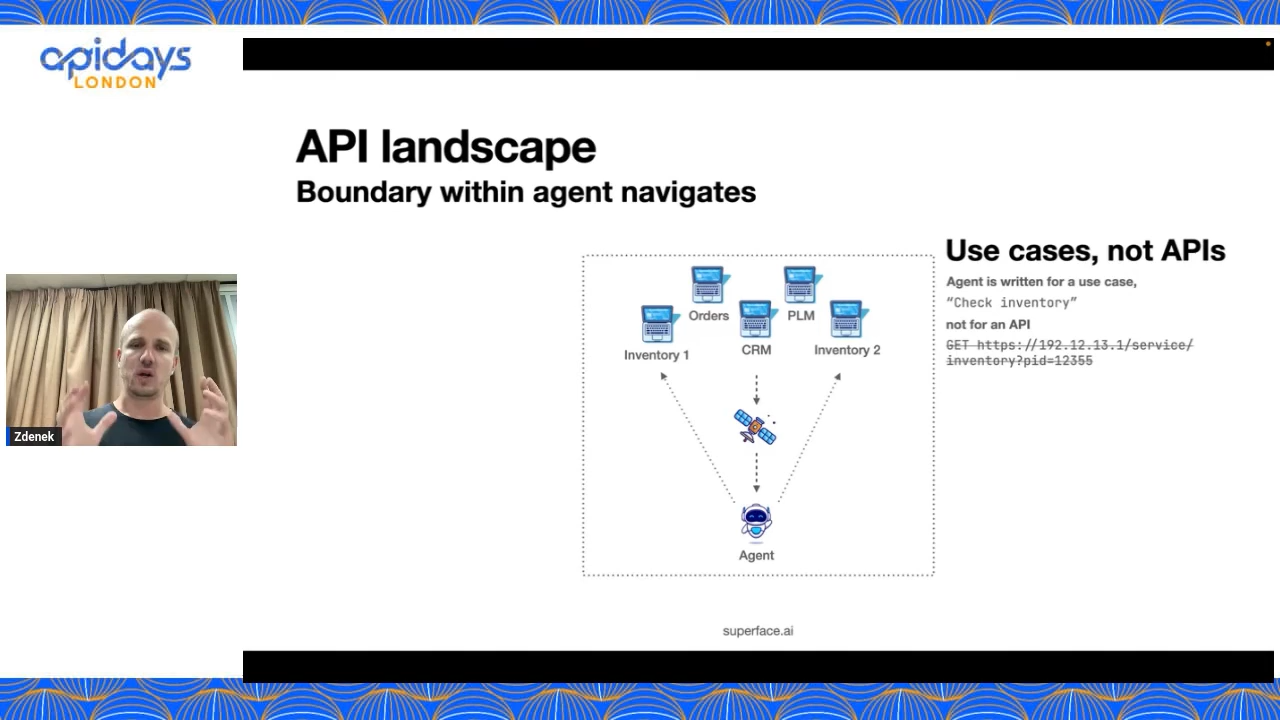 apidays
LONDON
API landscape
Boundary within agent navigates
Use cases, not APIs
Agent is written for a use case,
“Check inventory”
not for an API
GET https://192.12.13.1/service/
inventory?pid=12355
Orders
PLM
Inventory 1
CRM
Inventory 2
Agent
Zdenek
superface.ai